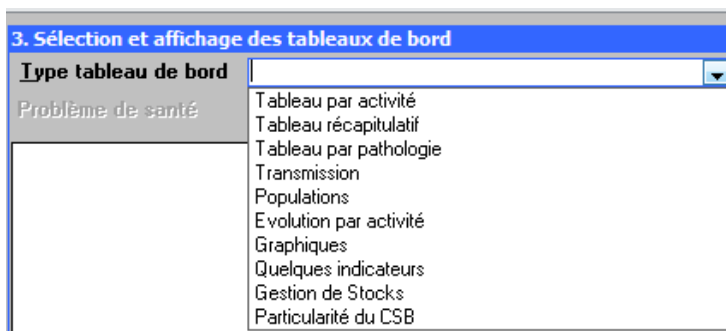 3. Sélection et affichage des tableaux de bord
Type tableau de bord
Problème de santé
Tableau par activité
Tableau récapitulatif
Tableau par pathologie
Transmission
Populations
Evolution par activité
Graphiques
Quelques indicateurs
Gestion de Stocks
Particularité du CSB